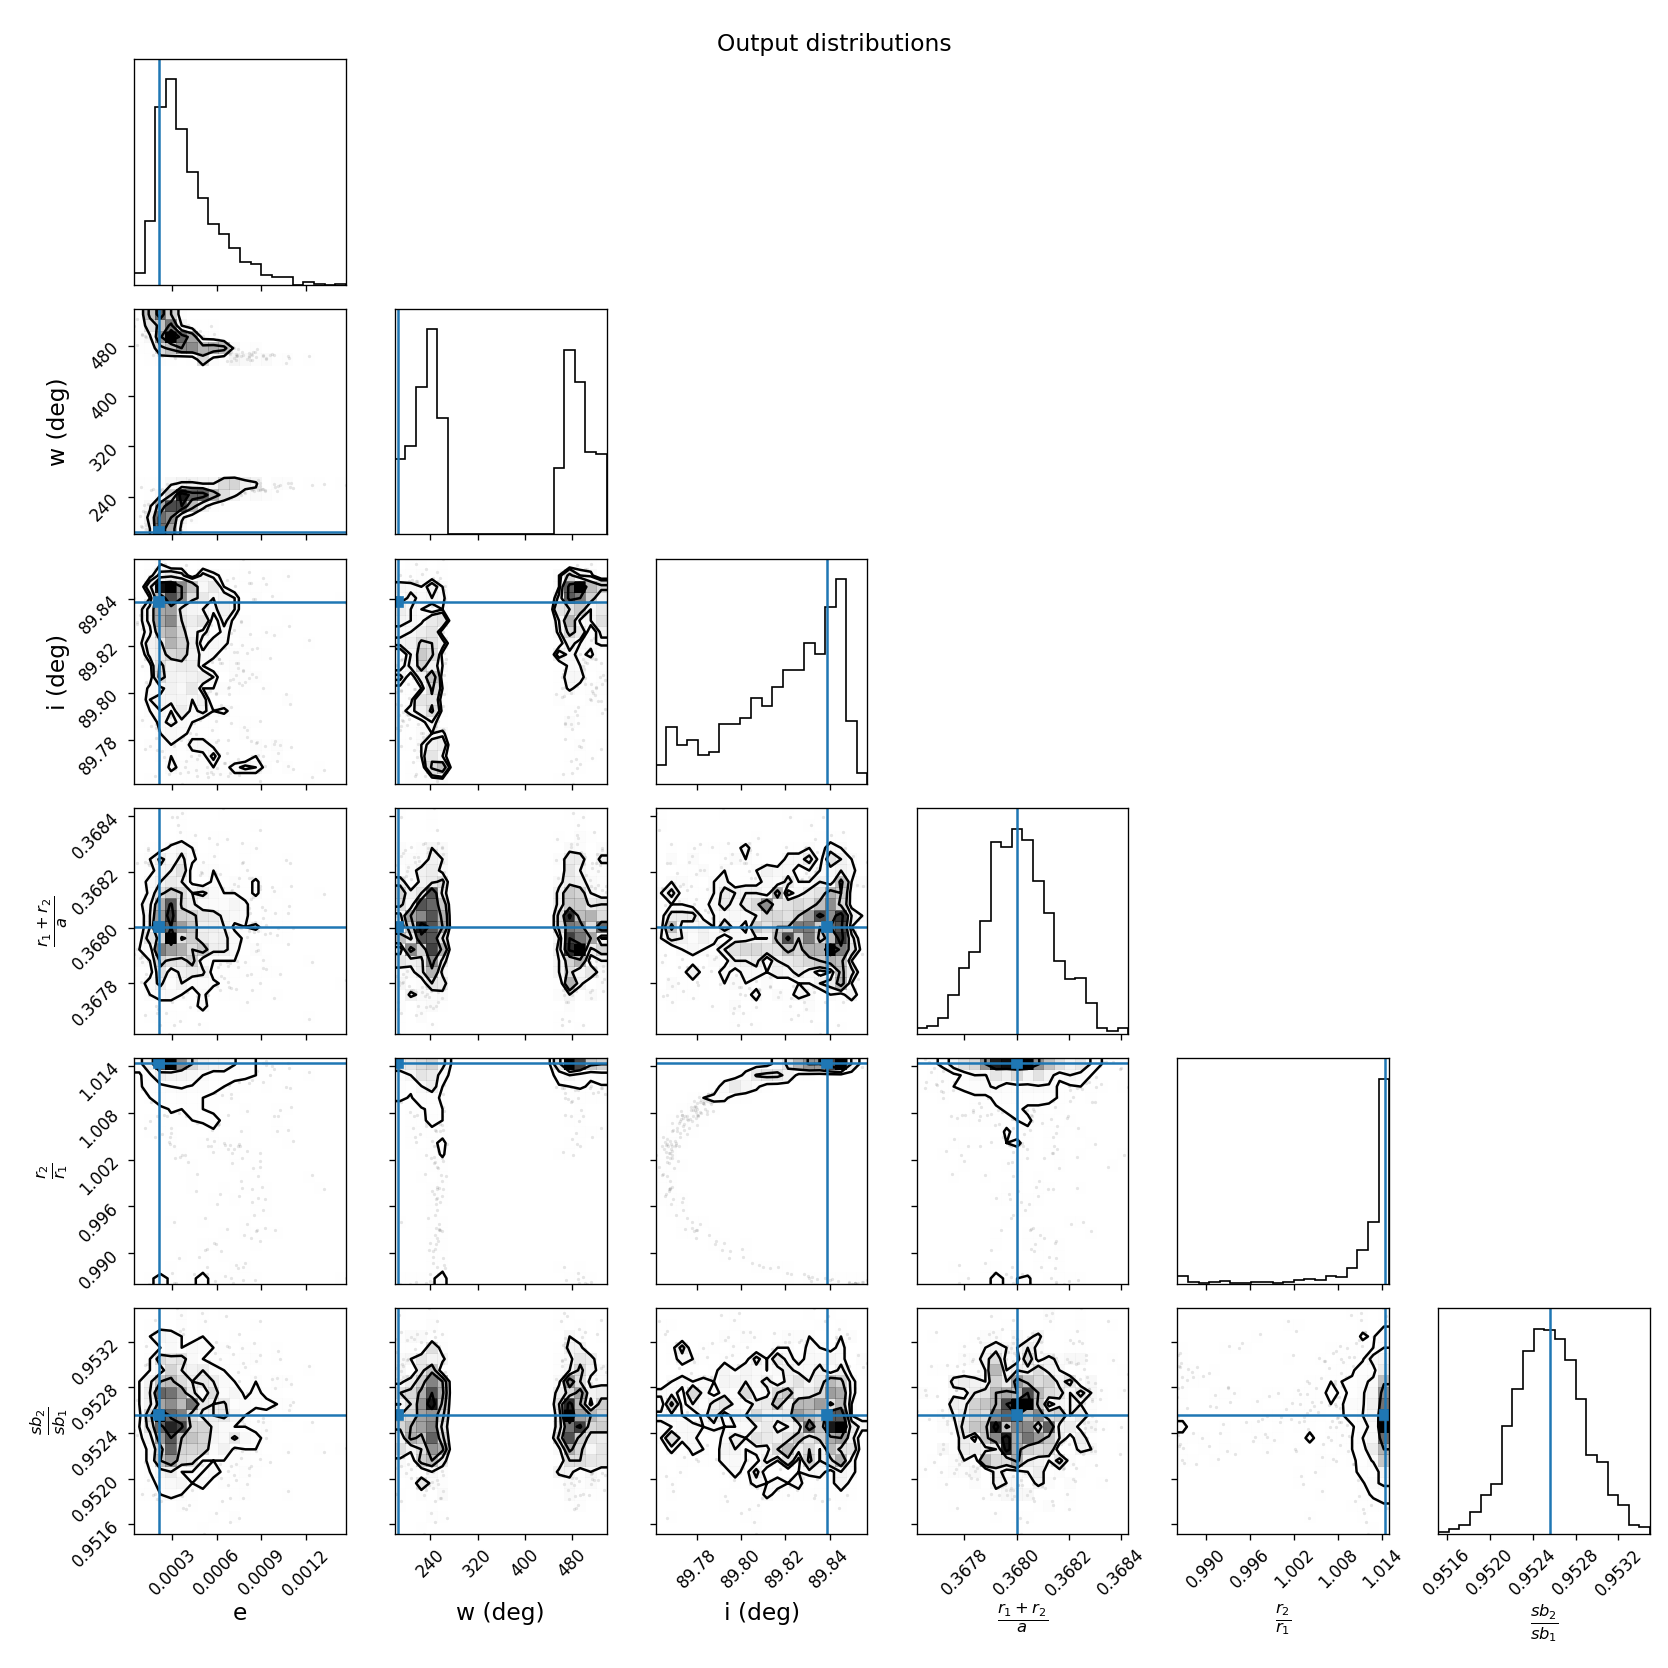 Output distributions
w (deg)
480
400
320
240
i (deg)
89.84
89.82
89.80
89.78
r₁ + r₂
a
0.3684
0.3682
0.3680
0.3678
r₂
r₁
1.014
1.008
1.002
0.996
0.990
sb₂
sb₁
0.9532
0.9528
0.9524
0.9520
0.9516
0.0003 0.0006 0.0009 0.0012
240 320 400 480
89.78 89.80 89.82 89.84
0.3678 0.3680 0.3682 0.3684
0.990 0.996 1.002 1.008 1.014
0.9516 0.9520 0.9524 0.9528 0.9532
e
w (deg)
i (deg)
r₁ + r₂
a
r₂
r₁
sb₂
sb₁